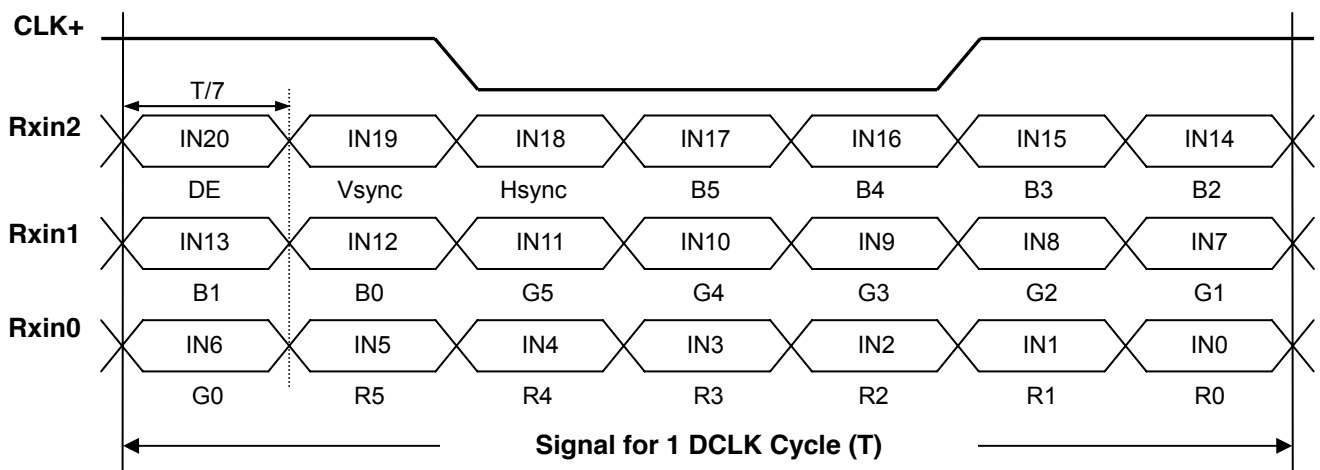 CLK+
T/7
Rxin2 IN20 IN19 IN18 IN17 IN16 IN15 IN14
DE Vsync Hsync B5 B4 B3 B2
Rxin1 IN13 IN12 IN11 IN10 IN9 IN8 IN7
B1 B0 G5 G4 G3 G2 G1
Rxin0 IN6 IN5 IN4 IN3 IN2 IN1 IN0
G0 R5 R4 R3 R2 R1 R0
Signal for 1 DCLK Cycle (T)